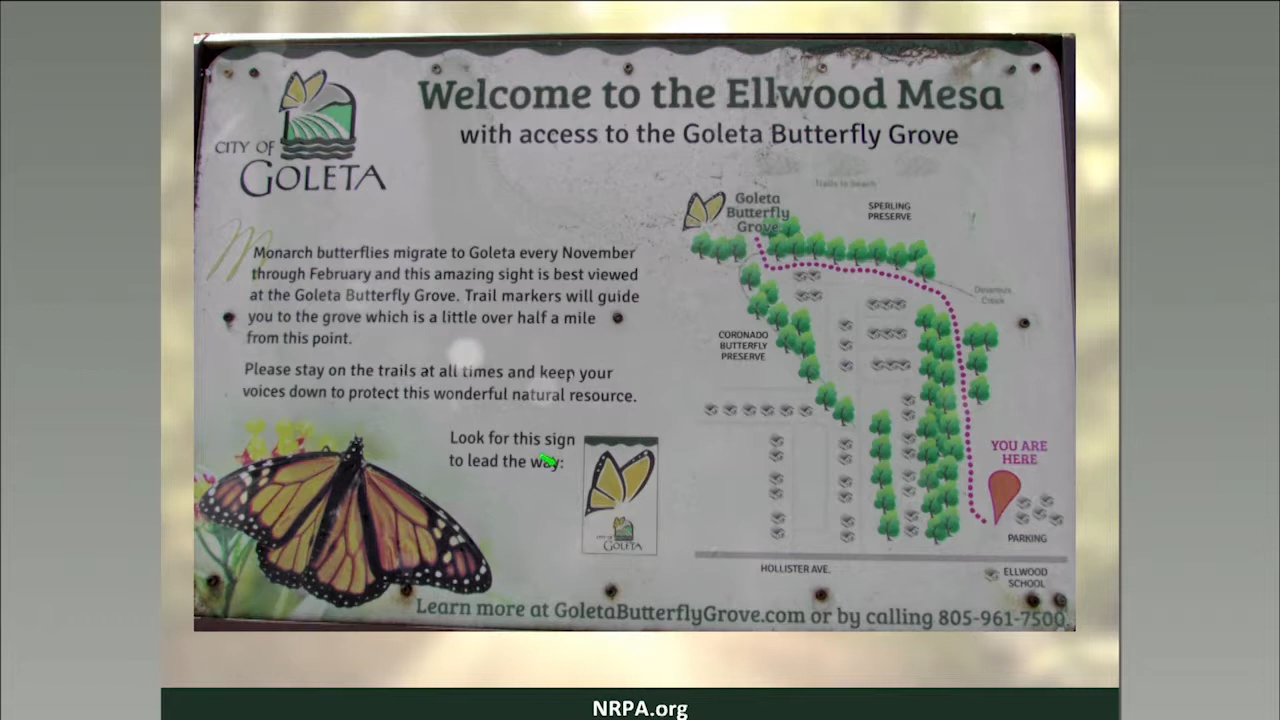 Welcome to the Ellwood Mesa
with access to the Goleta Butterfly Grove
CITY OF
GOLETA
Monarch butterflies migrate to Goleta every November
through February and this amazing sight is best viewed
at the Goleta Butterfly Grove. Trail markers will guide
you to the grove which is a little over half a mile
from this point.
Please stay on the trails at all times and keep your
voices down to protect this wonderful natural resource.
Look for this sign
to lead the way:
CITY OF
GOLETA
Trails to Beach
Goleta
Butterfly
Grove
SPERLING
PRESERVE
Devereux
Creek
CORONADO
BUTTERFLY
PRESERVE
YOU ARE
HERE
PARKING
HOLLISTER AVE.
ELLWOOD
SCHOOL
Learn more at GoletaButterflyGrove.com or by calling 805-961-7500.
NRPA.org